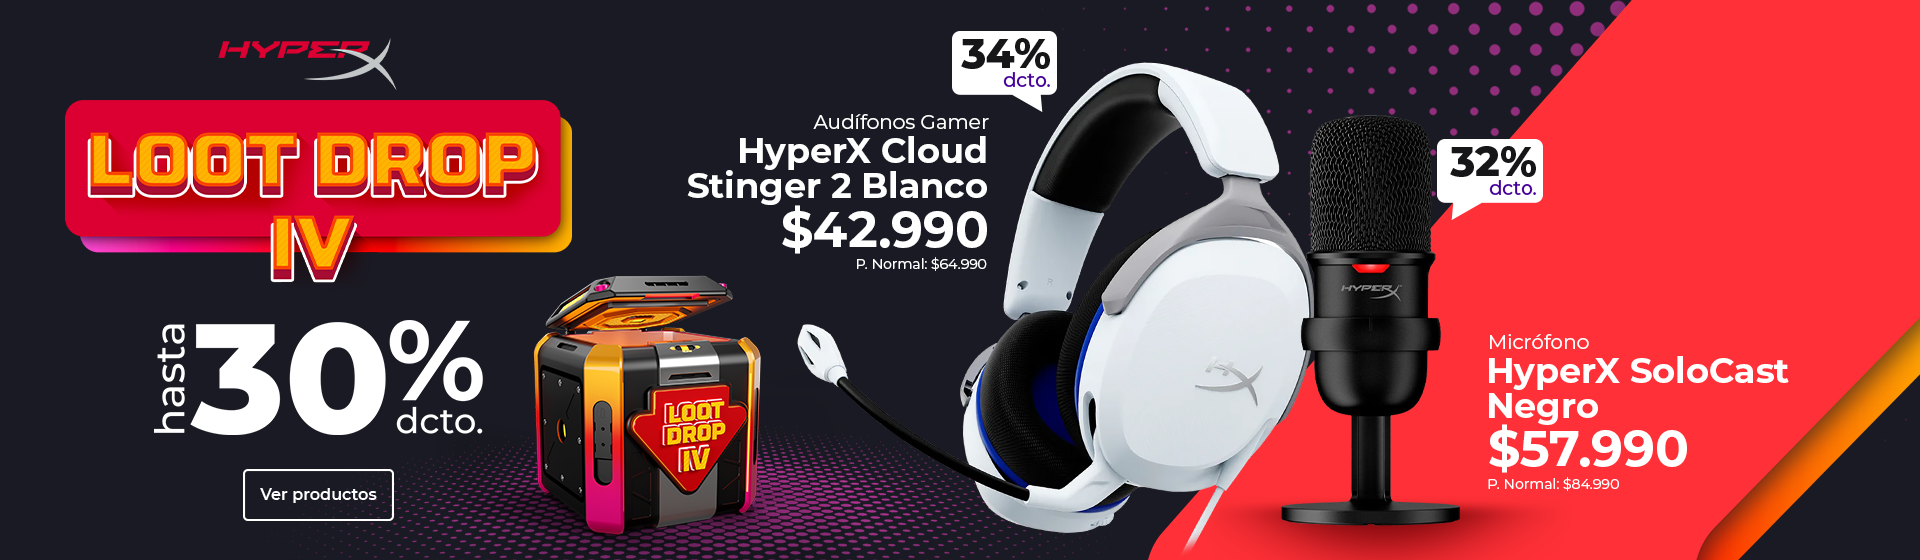 HYPERX
LOOT DROP
IV
hasta
30%
dcto.
Ver productos
LOOT
DROP
IV
34%
dcto.
Audífonos Gamer
HyperX Cloud
Stinger 2 Blanco
$42.990
P. Normal: $64.990
HYPERX
32%
dcto.
Micrófono
HyperX SoloCast
Negro
$57.990
P. Normal: $84.990